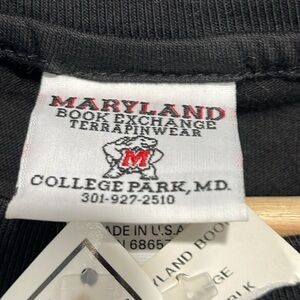 MARYLAND
BOOK EXCHANGE
TERRAPINWEAR
M
COLLEGE PARK, MD.
301-927-2510
MADE IN U.S.A.